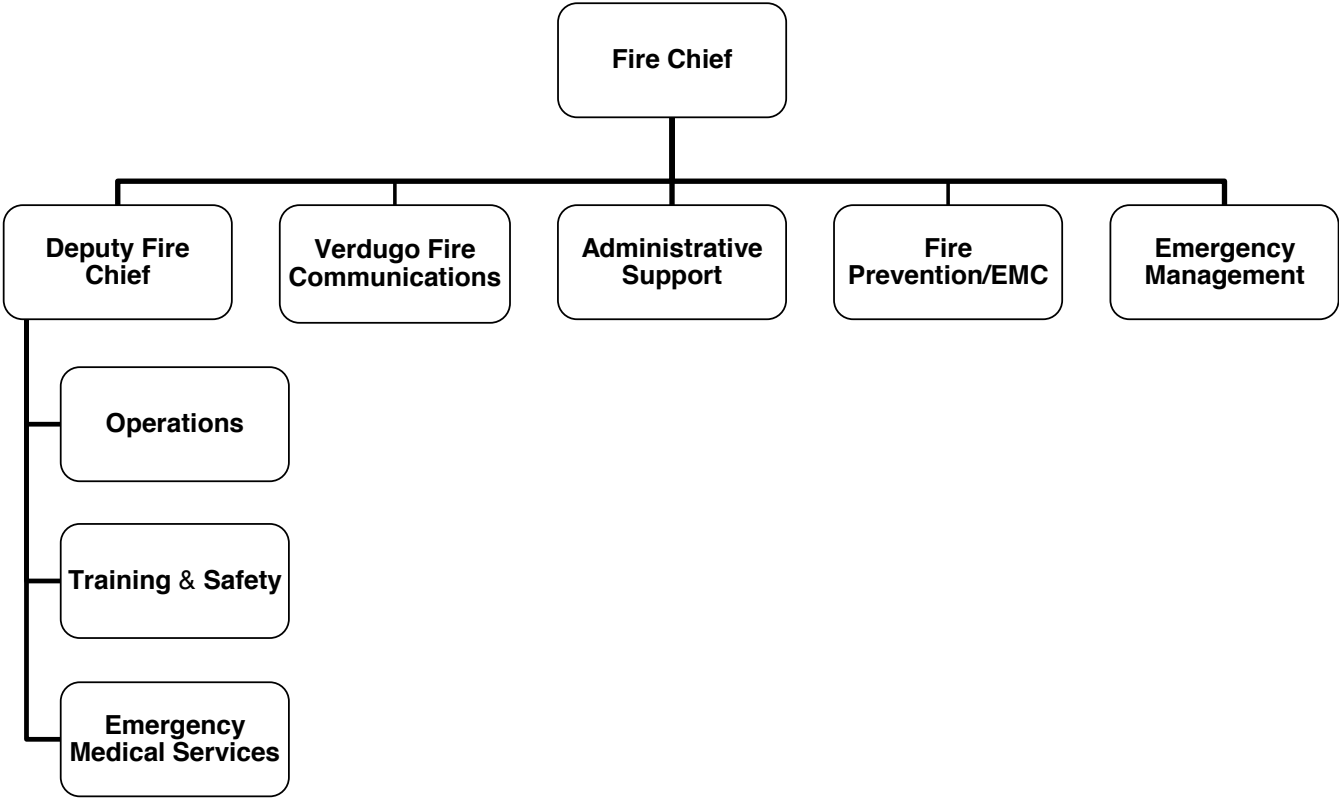 Fire Chief
Deputy Fire
Chief
Verdugo Fire
Communications
Administrative
Support
Fire
Prevention/EMC
Emergency
Management
Operations
Training & Safety
Emergency
Medical Services